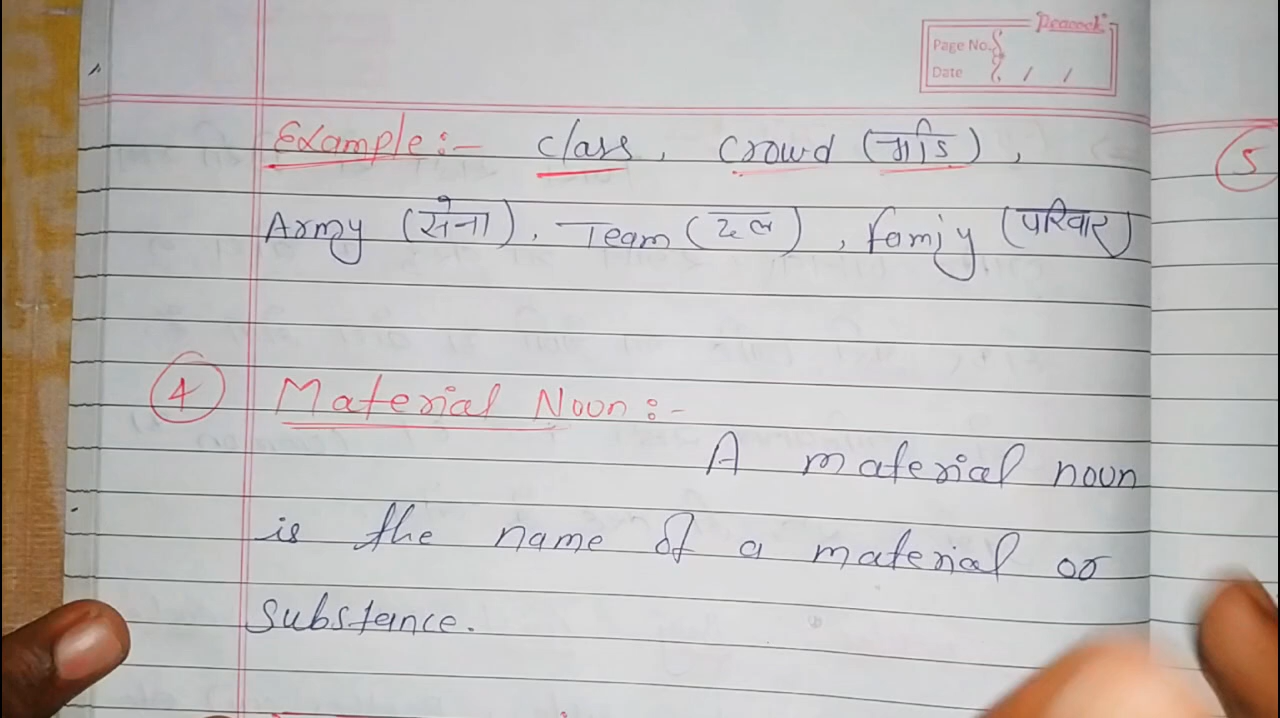 Peacock
Page No.
Date / /
Example:- class, crowd (भीड),
Army (सेना), Team (दल), Famiy (परिवार)
5
4 Material Noun:-
A material noun
is the name of a material or
substance.